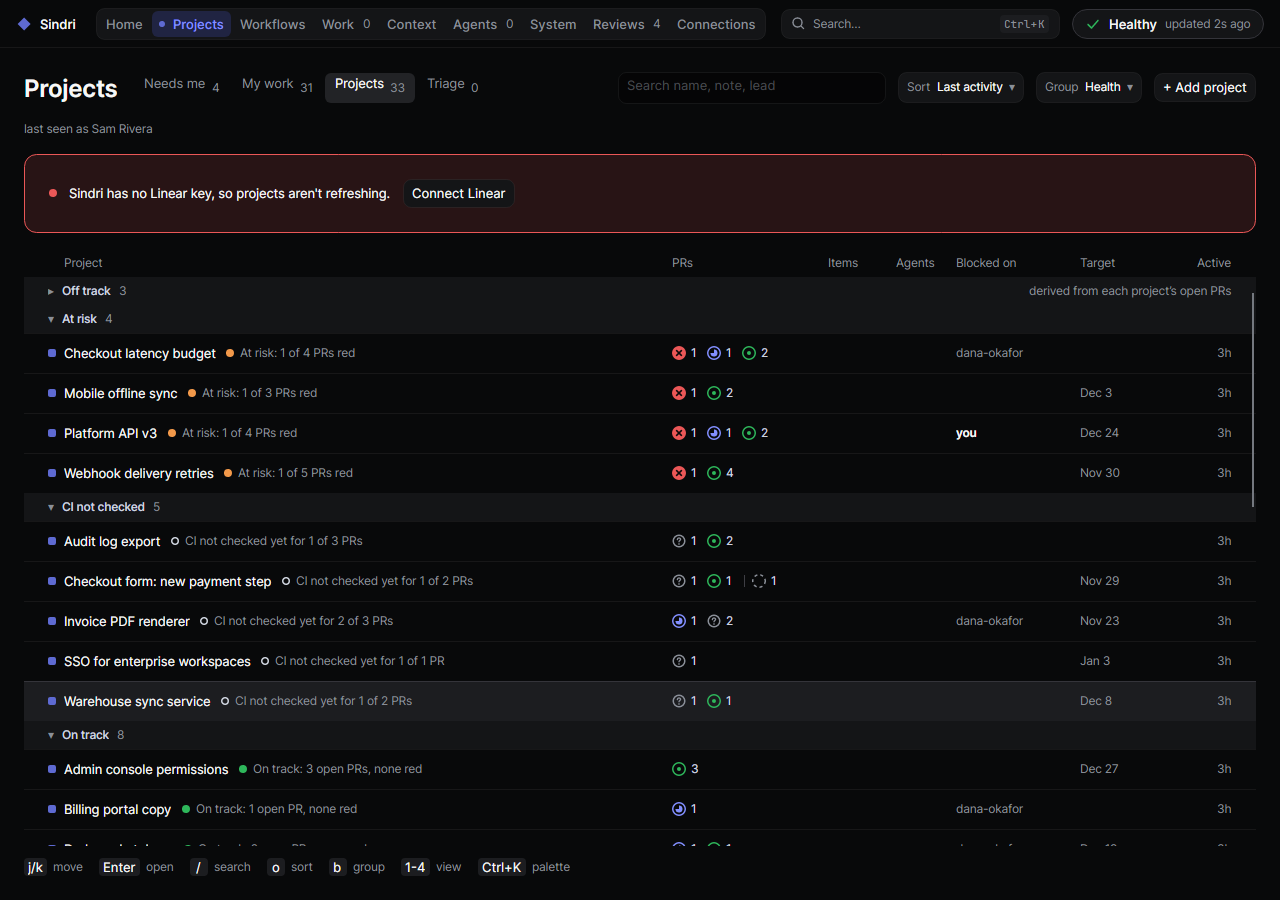 Sindri Home Projects Workflows Work 0 Context Agents 0 System Reviews 4 Connections Search... Ctrl+K Healthy updated 2s ago
Projects Needs me 4 My work 31 Projects 33 Triage 0 Search name, note, lead Sort Last activity ▾ Group Health ▾ + Add project
last seen as Sam Rivera
Sindri has no Linear key, so projects aren't refreshing. Connect Linear
Project PRs Items Agents Blocked on Target Active
▸ Off track 3 derived from each project's open PRs
▾ At risk 4
Checkout latency budget At risk: 1 of 4 PRs red 1 1 2 dana-okafor 3h
Mobile offline sync At risk: 1 of 3 PRs red 1 2 Dec 3 3h
Platform API v3 At risk: 1 of 4 PRs red 1 1 2 you Dec 24 3h
Webhook delivery retries At risk: 1 of 5 PRs red 1 4 Nov 30 3h
▾ CI not checked 5
Audit log export CI not checked yet for 1 of 3 PRs 1 2 3h
Checkout form: new payment step CI not checked yet for 1 of 2 PRs 1 1 1 Nov 29 3h
Invoice PDF renderer CI not checked yet for 2 of 3 PRs 1 2 dana-okafor Nov 23 3h
SSO for enterprise workspaces CI not checked yet for 1 of 1 PR 1 Jan 3 3h
Warehouse sync service CI not checked yet for 1 of 2 PRs 1 1 Dec 8 3h
▾ On track 8
Admin console permissions On track: 3 open PRs, none red 3 Dec 27 3h
Billing portal copy On track: 1 open PR, none red 1 dana-okafor 3h
j/k move Enter open / search o sort b group 1-4 view Ctrl+K palette